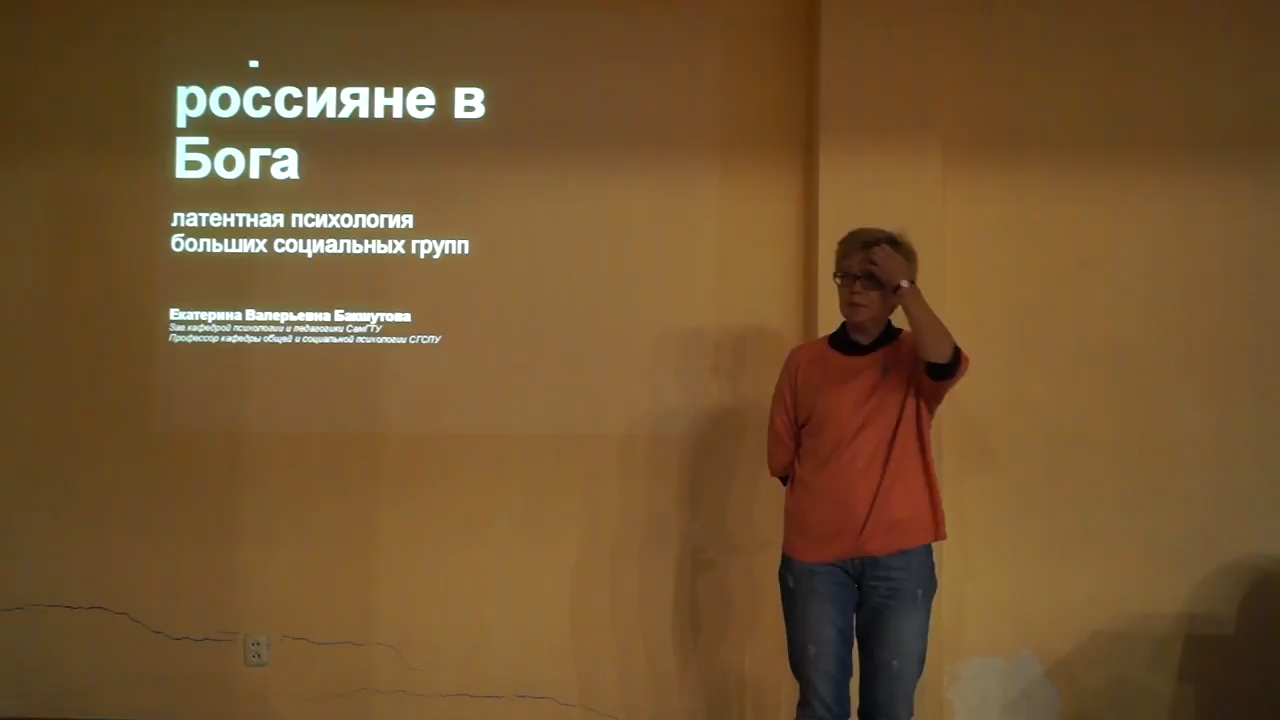 россияне в
Бога
латентная психология
больших социальных групп
Екатерина Валерьевна Бакшутова
Зав кафедрой психологии и педагогики СамГТУ
Профессор кафедры общей и социальной психологии СГСПУ